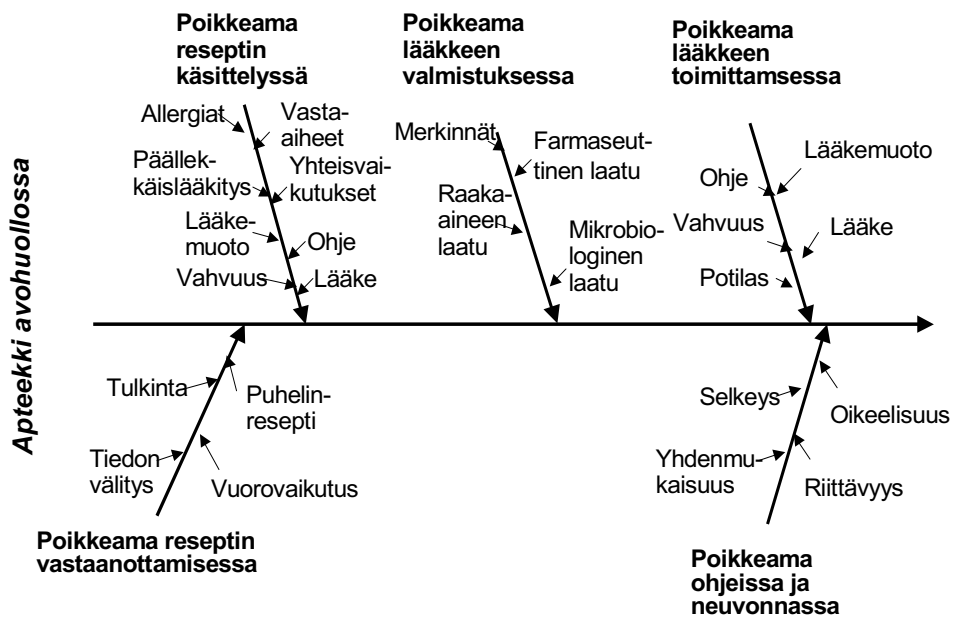 Poikkeama
reseptin
käsittelyssä
Poikkeama
lääkkeen
valmistuksessa
Poikkeama
lääkkeen
toimittamsessa
Allergiat
Vasta-
aiheet
Päällek-
käislääkitys
Yhteisvai-
kutukset
Lääke-
muoto
Ohje
Vahvuus
Lääke
Merkinnät
Farmaseut-
tinen laatu
Raaka-
aineen
laatu
Mikrobio-
loginen
laatu
Lääkemuoto
Ohje
Vahvuus
Lääke
Potilas
Apteekki avohuollossa
Tulkinta
Puhelin-
resepti
Tiedon
välitys
Vuorovaikutus
Poikkeama reseptin
vastaanottamisessa
Selkeys
Oikeelisuus
Yhdenmu-
kaisuus
Riittävyys
Poikkeama
ohjeissa ja
neuvonnassa